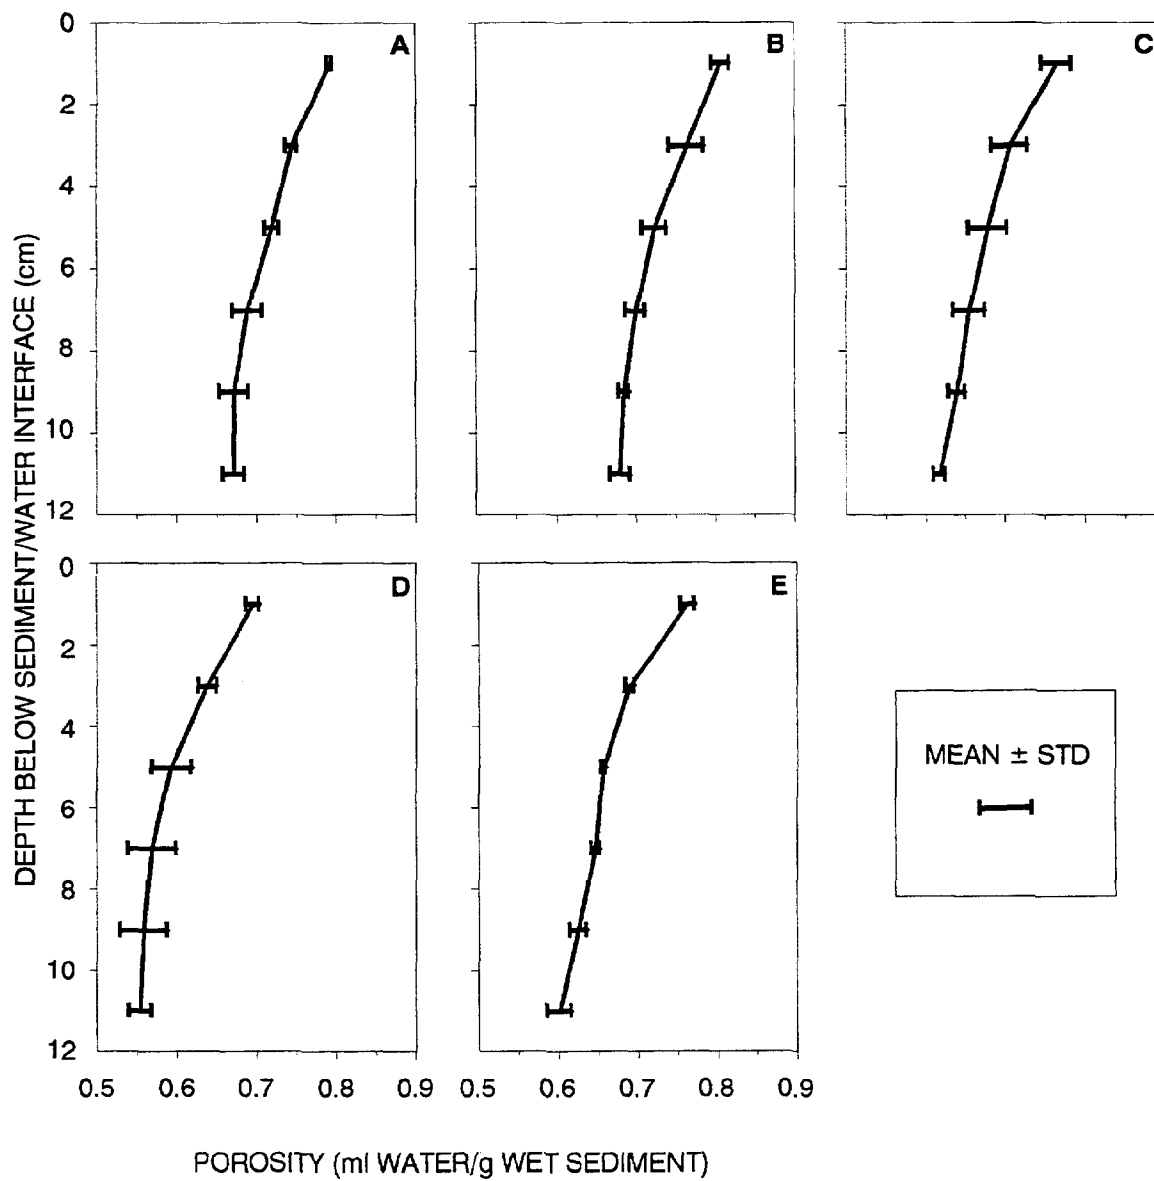 DEPTH BELOW SEDIMENT/WATER INTERFACE (cm)
0
2
4
6
8
10
12
A
B
C
0
2
4
6
8
10
12
D
E
MEAN ± STD
0.5 0.6 0.7 0.8 0.9
0.5 0.6 0.7 0.8 0.9
POROSITY (ml WATER/g WET SEDIMENT)